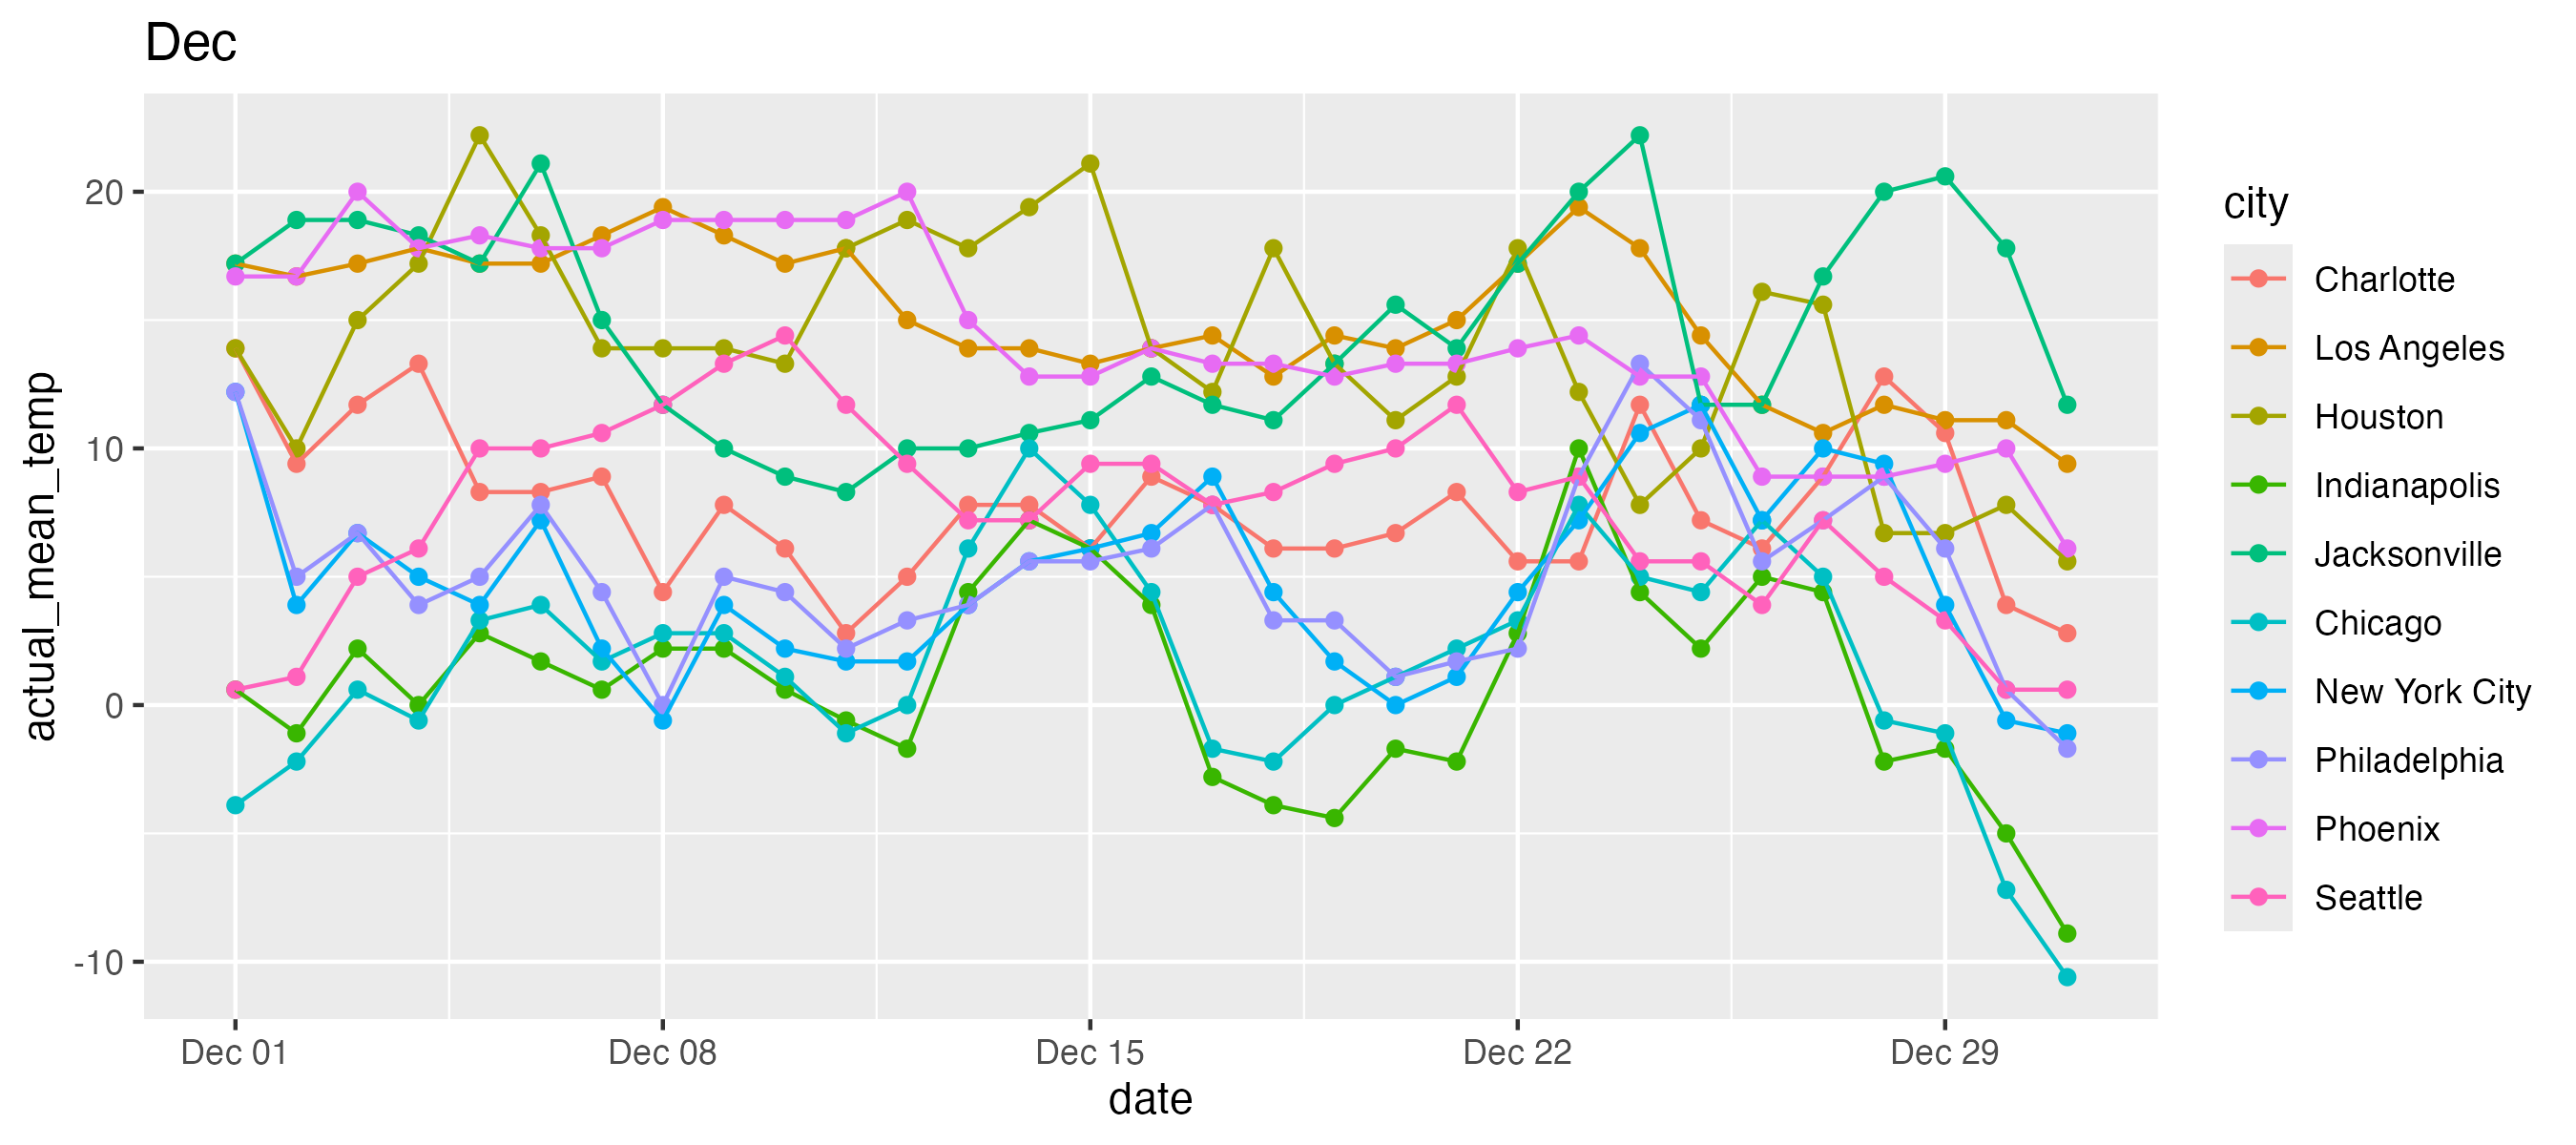 Dec
actual_mean_temp
20
10
0
-10
Dec 01
Dec 08
Dec 15
Dec 22
Dec 29
date
city
Charlotte
Los Angeles
Houston
Indianapolis
Jacksonville
Chicago
New York City
Philadelphia
Phoenix
Seattle